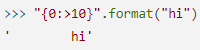 >>> "{0:>10}".format("hi")
'        hi'